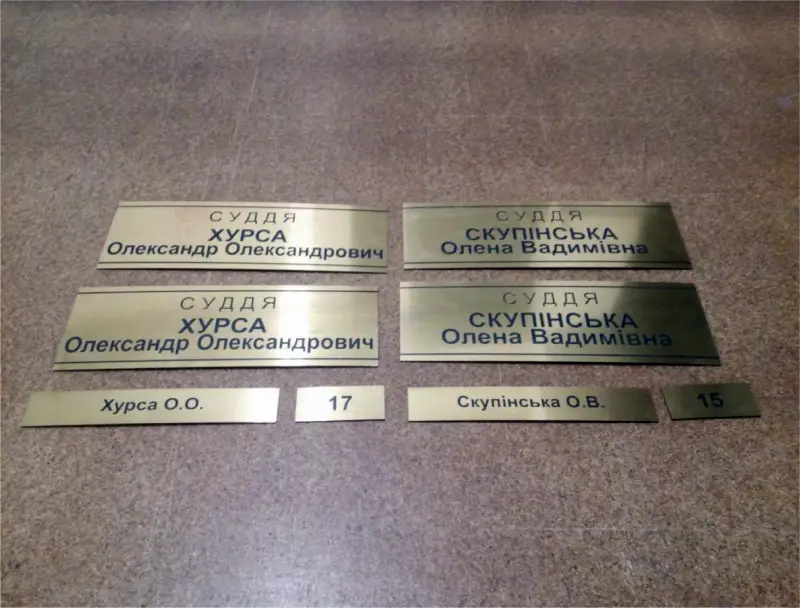 СУДДЯ
ХУРСА
Олександр Олександрович
СУДДЯ
СКУПІНСЬКА
Олена Вадимівна
СУДДЯ
ХУРСА
Олександр Олександрович
СУДДЯ
СКУПІНСЬКА
Олена Вадимівна
Хурса О.О.
17
Скупінська О.В.
15